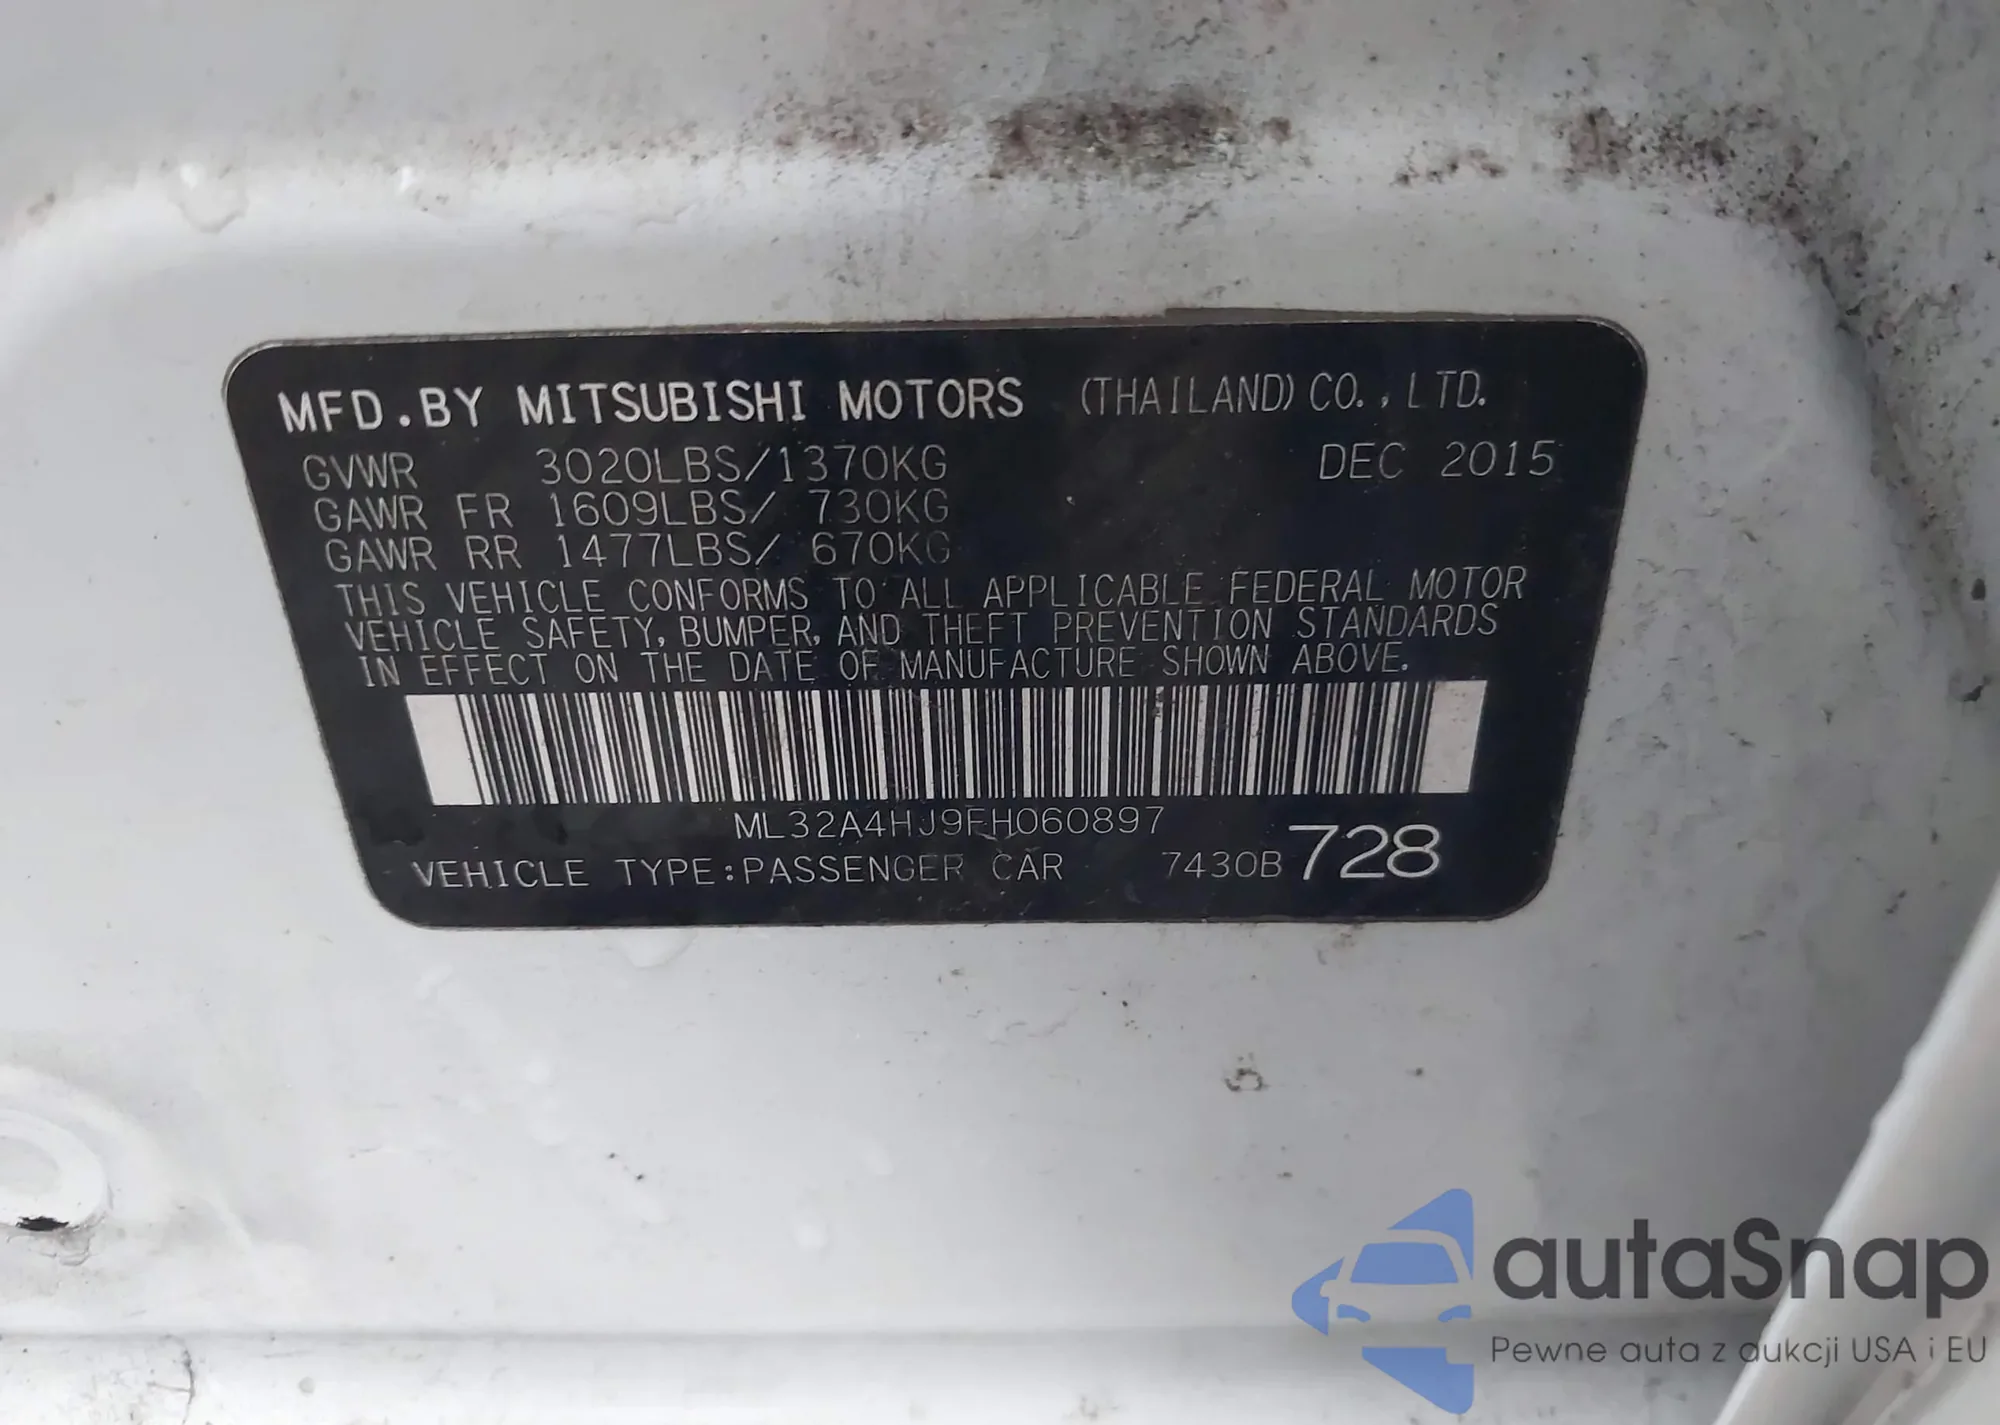 MFD.BY MITSUBISHI MOTORS (THAILAND) CO., LTD.
GVWR 3020LBS/1370KG DEC 2015
GAWR FR 1609LBS/ 730KG
GAWR RR 1477LBS/ 670KG
THIS VEHICLE CONFORMS TO ALL APPLICABLE FEDERAL MOTOR
VEHICLE SAFETY, BUMPER, AND THEFT PREVENTION STANDARDS
IN EFFECT ON THE DATE OF MANUFACTURE SHOWN ABOVE.
ML32A4HJ9FH060897
VEHICLE TYPE:PASSENGER CAR 7430B 728
autaSnap
Pewne auta z aukcji USA i EU